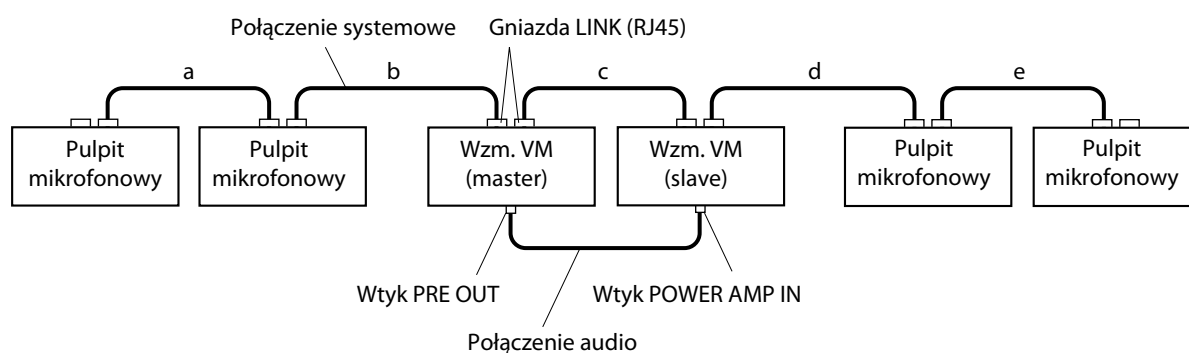 Połączenie systemowe
Gniazda LINK (RJ45)
a
b
c
d
e
Pulpit
mikrofonowy
Pulpit
mikrofonowy
Wzm. VM
(master)
Wzm. VM
(slave)
Pulpit
mikrofonowy
Pulpit
mikrofonowy
Wtyk PRE OUT
Wtyk POWER AMP IN
Połączenie audio